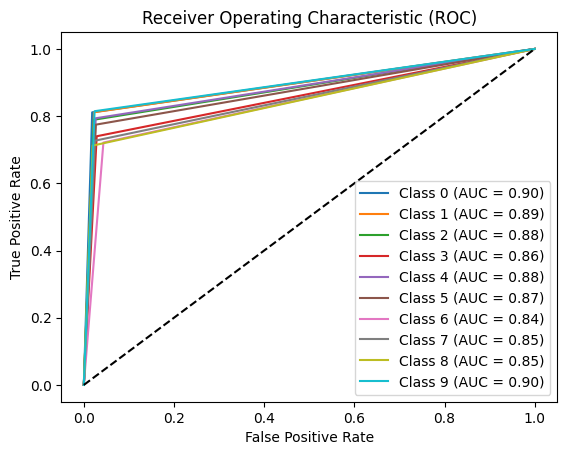 Receiver Operating Characteristic (ROC)
True Positive Rate
1.0
0.8
0.6
0.4
0.2
0.0
Class 0 (AUC = 0.90)
Class 1 (AUC = 0.89)
Class 2 (AUC = 0.88)
Class 3 (AUC = 0.86)
Class 4 (AUC = 0.88)
Class 5 (AUC = 0.87)
Class 6 (AUC = 0.84)
Class 7 (AUC = 0.85)
Class 8 (AUC = 0.85)
Class 9 (AUC = 0.90)
0.0 0.2 0.4 0.6 0.8 1.0
False Positive Rate